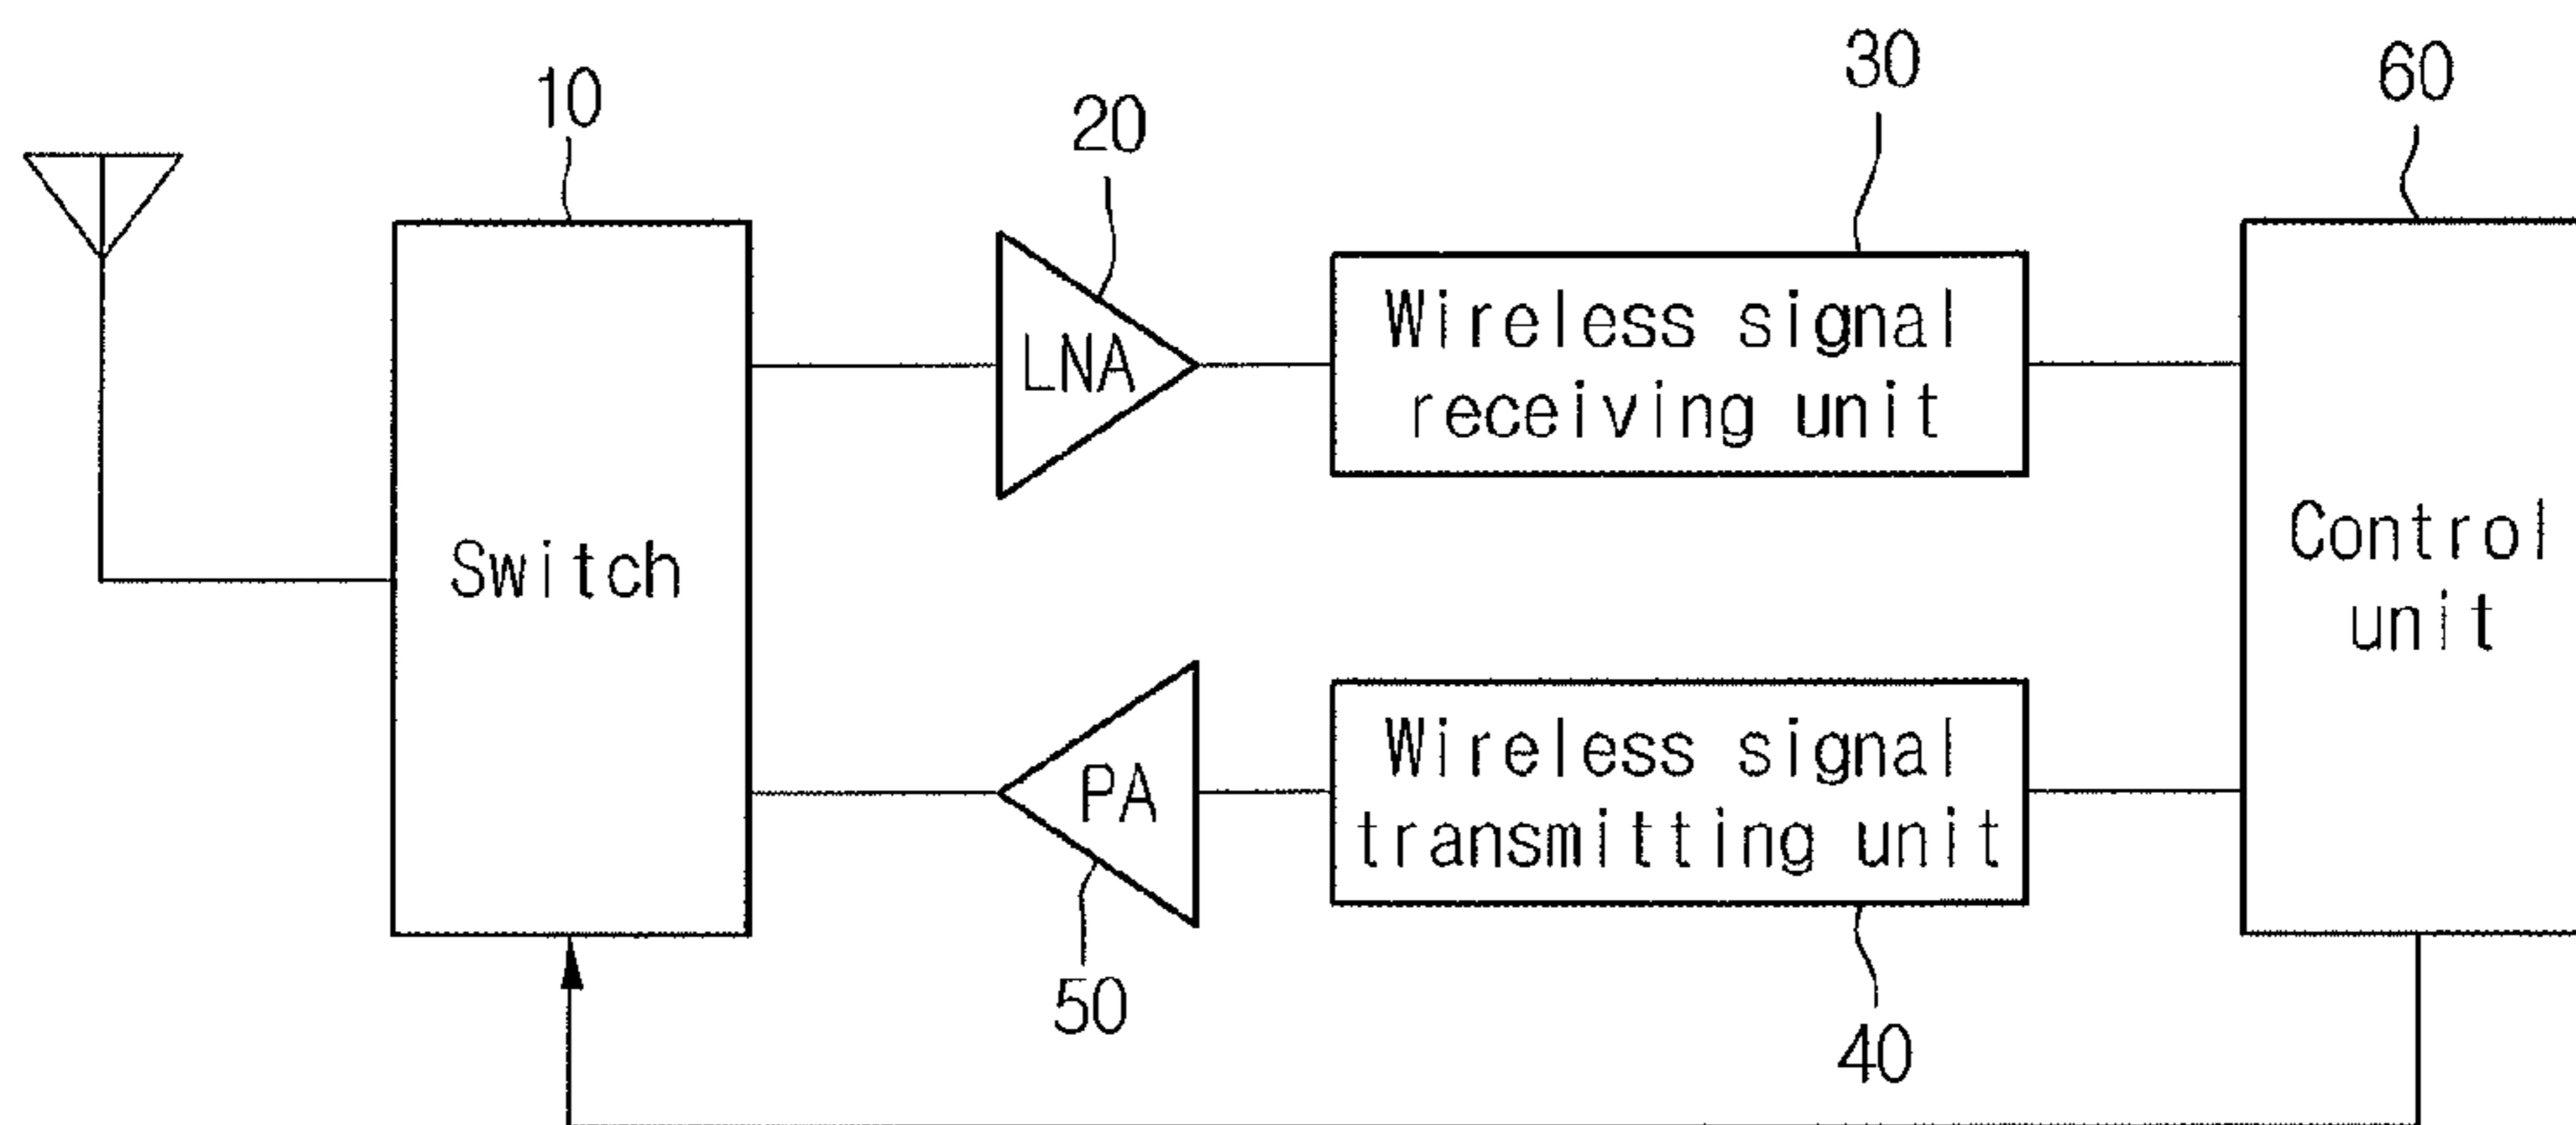 10
20
30
60
LNA
Wireless signal
receiving unit
Switch
Control
unit
PA
Wireless signal
transmitting unit
50
40